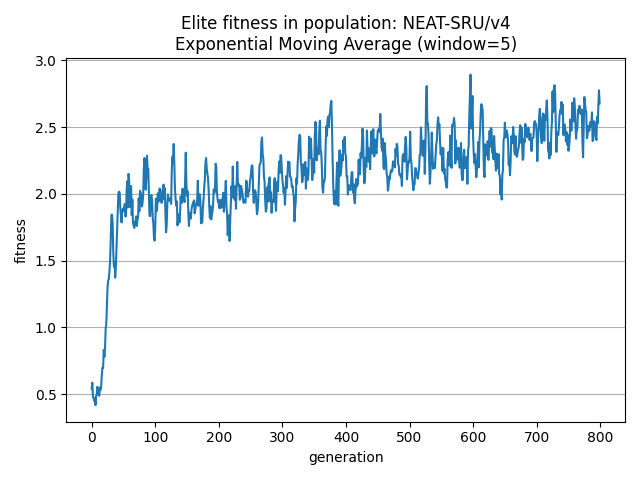 Elite fitness in population: NEAT-SRU/v4
Exponential Moving Average (window=5)
3.0
2.5
2.0
1.5
1.0
0.5
fitness
0 100 200 300 400 500 600 700 800
generation